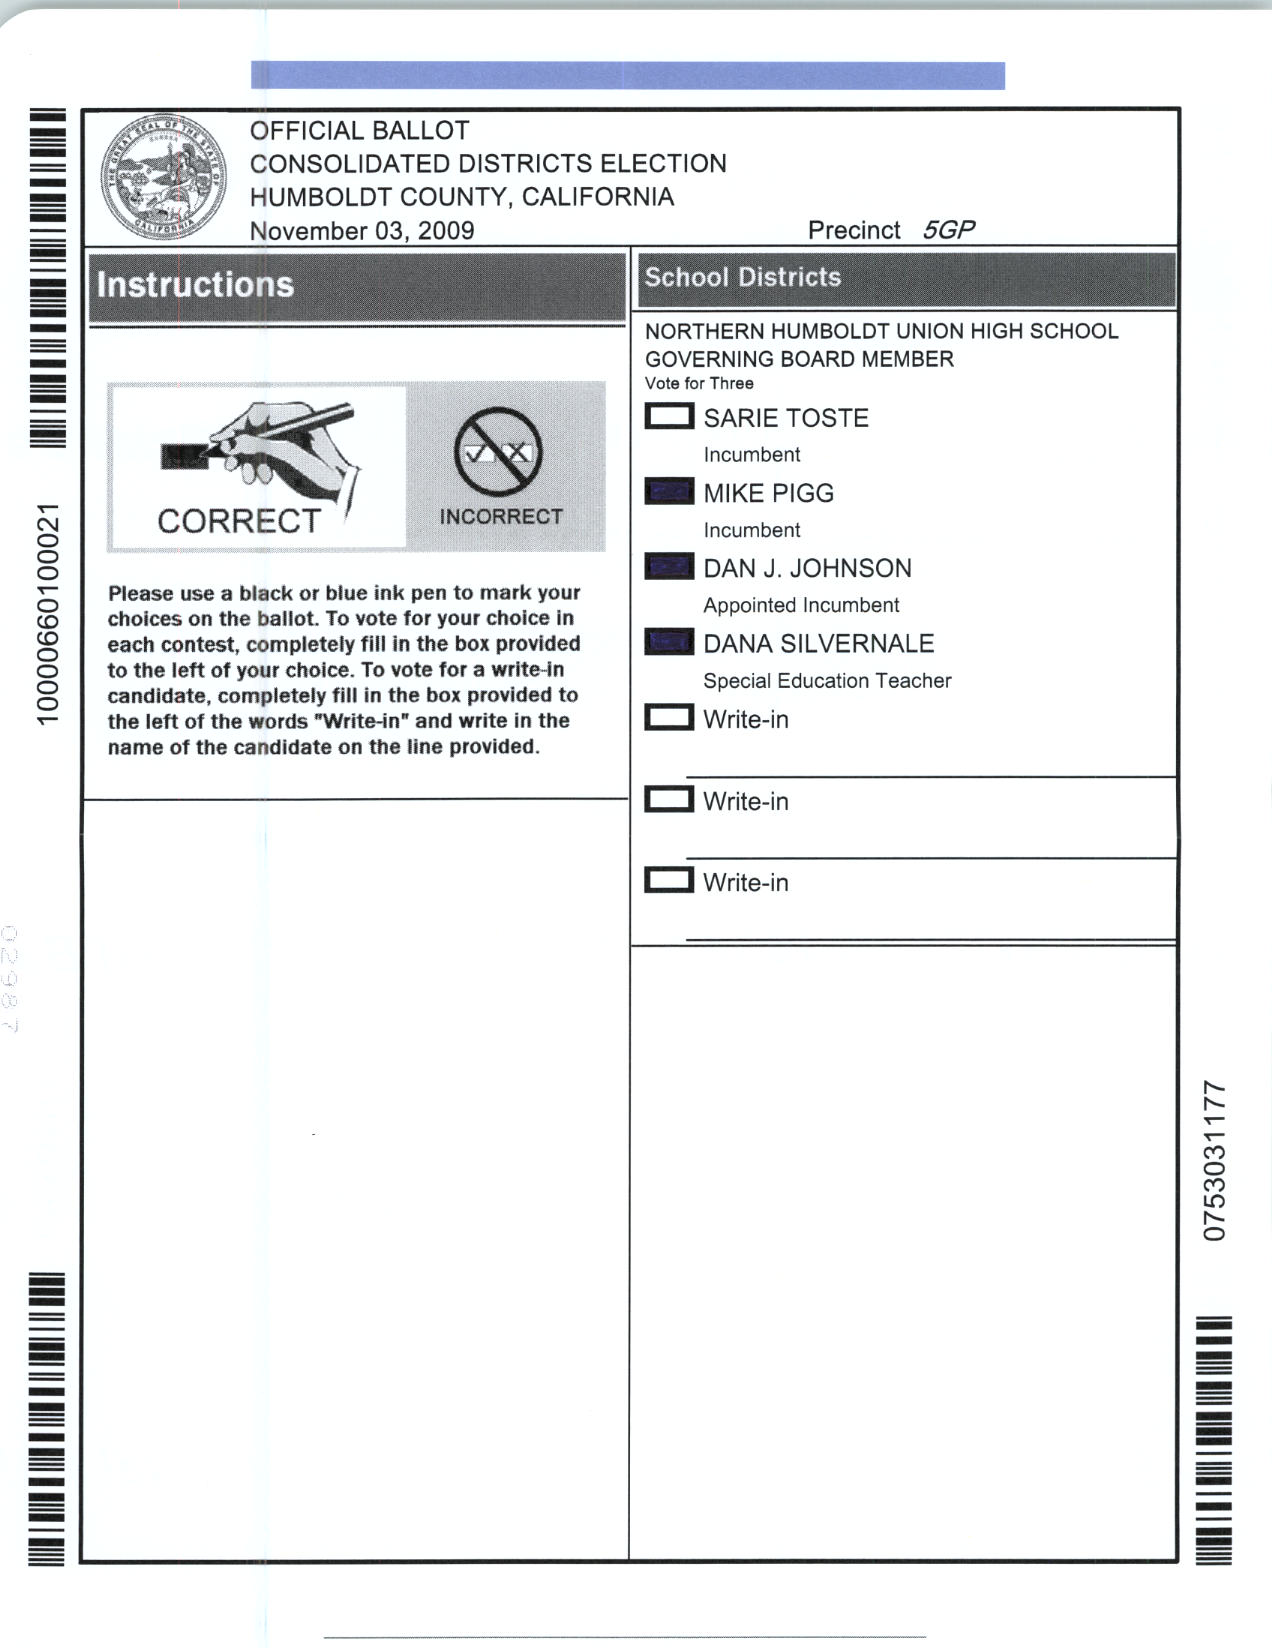 OFFICIAL BALLOT
CONSOLIDATED DISTRICTS ELECTION
HUMBOLDT COUNTY, CALIFORNIA
November 03, 2009
Precinct 5GP
THE GREAT SEAL OF THE STATE OF CALIFORNIA
EUREKA
Instructions
CORRECT
INCORRECT
Please use a black or blue ink pen to mark your
choices on the ballot. To vote for your choice in
each contest, completely fill in the box provided
to the left of your choice. To vote for a write-in
candidate, completely fill in the box provided to
the left of the words "Write-in" and write in the
name of the candidate on the line provided.
School Districts
NORTHERN HUMBOLDT UNION HIGH SCHOOL
GOVERNING BOARD MEMBER
Vote for Three
SARIE TOSTE
Incumbent
MIKE PIGG
Incumbent
DAN J. JOHNSON
Appointed Incumbent
DANA SILVERNALE
Special Education Teacher
Write-in
Write-in
Write-in
10000660100021
02987
0753031177